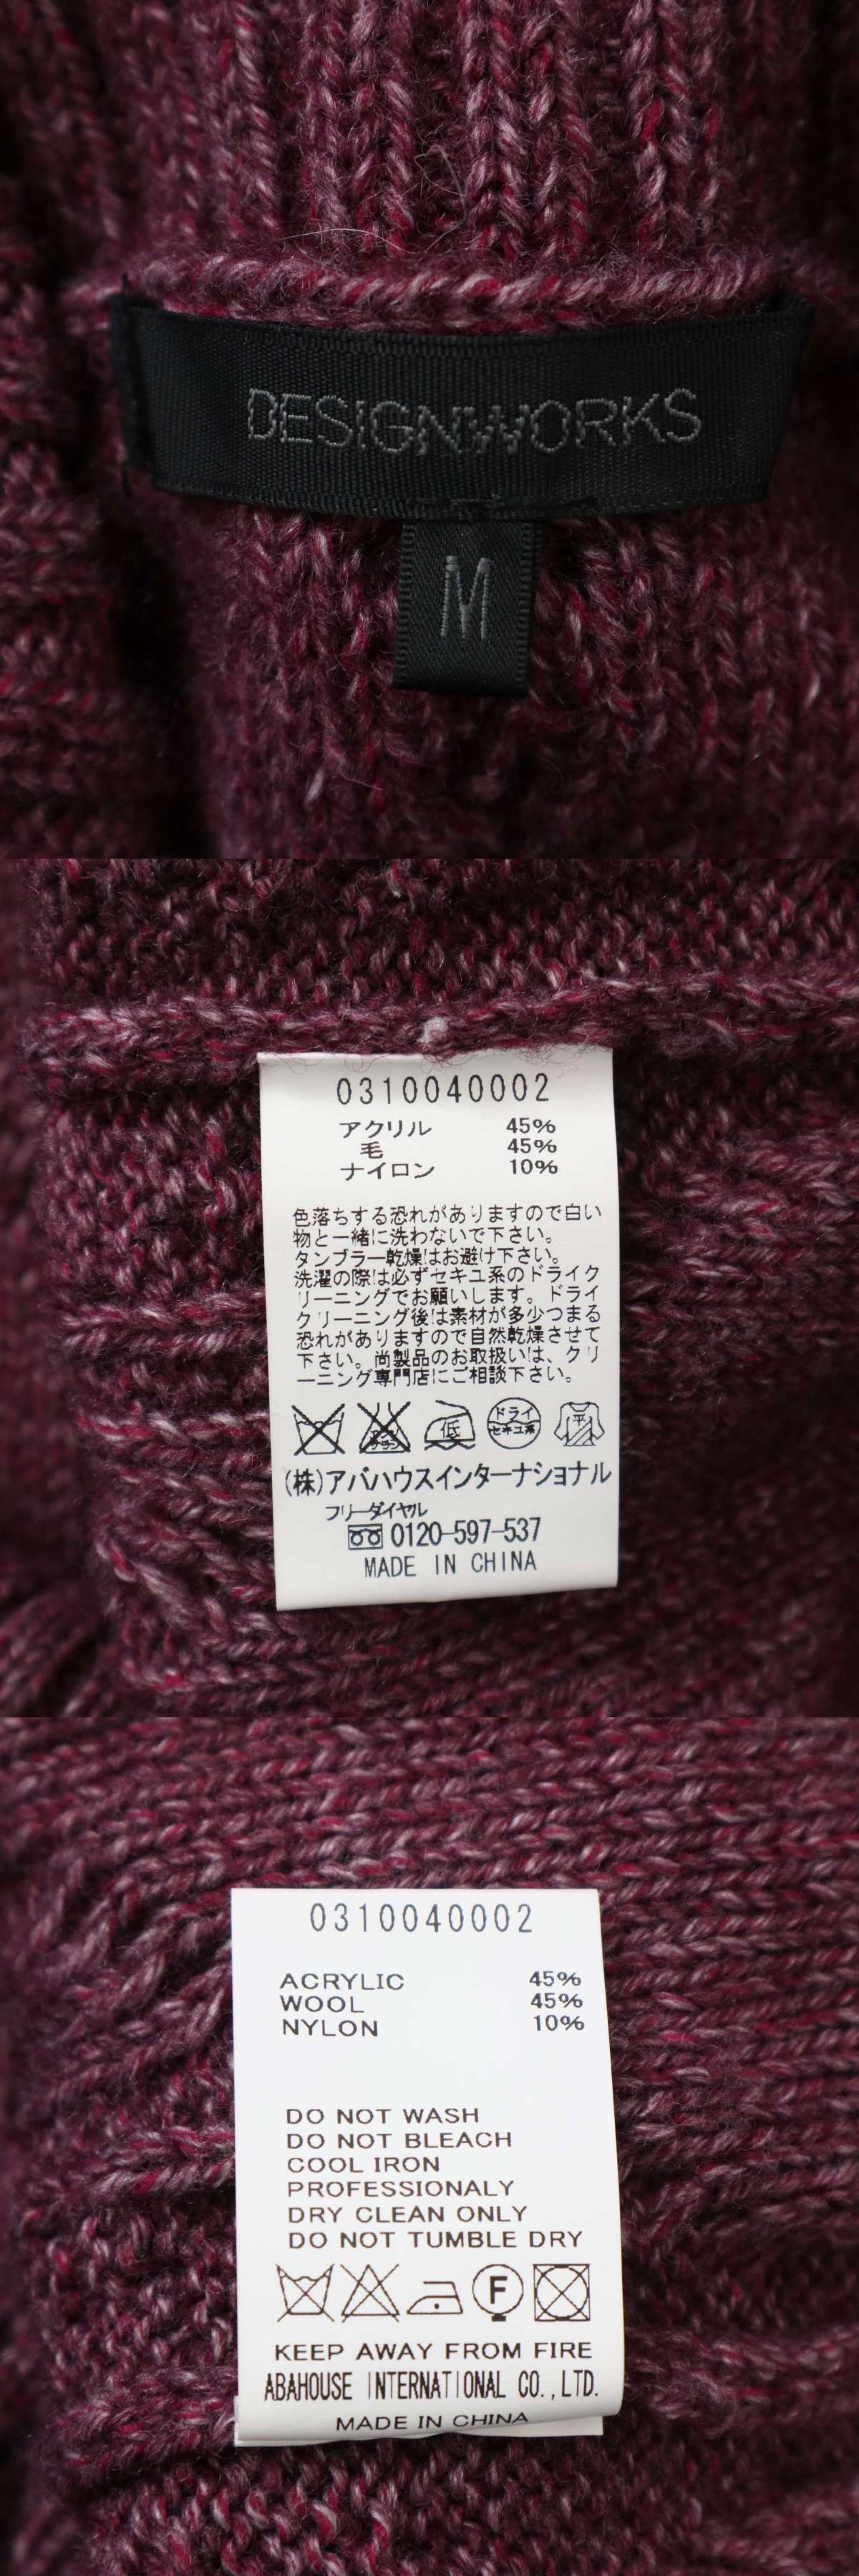 DESIGNWORKS
M
0310040002
アクリル 45%
毛 45%
ナイロン 10%
色落ちする恐れがありますので白い
物と一緒に洗わないで下さい。
タンブラー乾燥はお避け下さい。
洗濯の際は必ずセキユ系のドライク
リーニングでお願いします。ドライ
クリーニング後は素材が多少つまる
恐れがありますので自然乾燥させて
下さい。尚製品のお取扱いは、クリ
ーニング専門店にご相談下さい。
エンソ サラシ 低 ドライ セキユ系 平
(株)アバハウスインターナショナル
フリーダイヤル
0120-597-537
MADE IN CHINA
0310040002
ACRYLIC 45%
WOOL 45%
NYLON 10%
DO NOT WASH
DO NOT BLEACH
COOL IRON
PROFESSIONALY
DRY CLEAN ONLY
DO NOT TUMBLE DRY
F
KEEP AWAY FROM FIRE
ABAHOUSE INTERNATIONAL CO.,LTD.
MADE IN CHINA